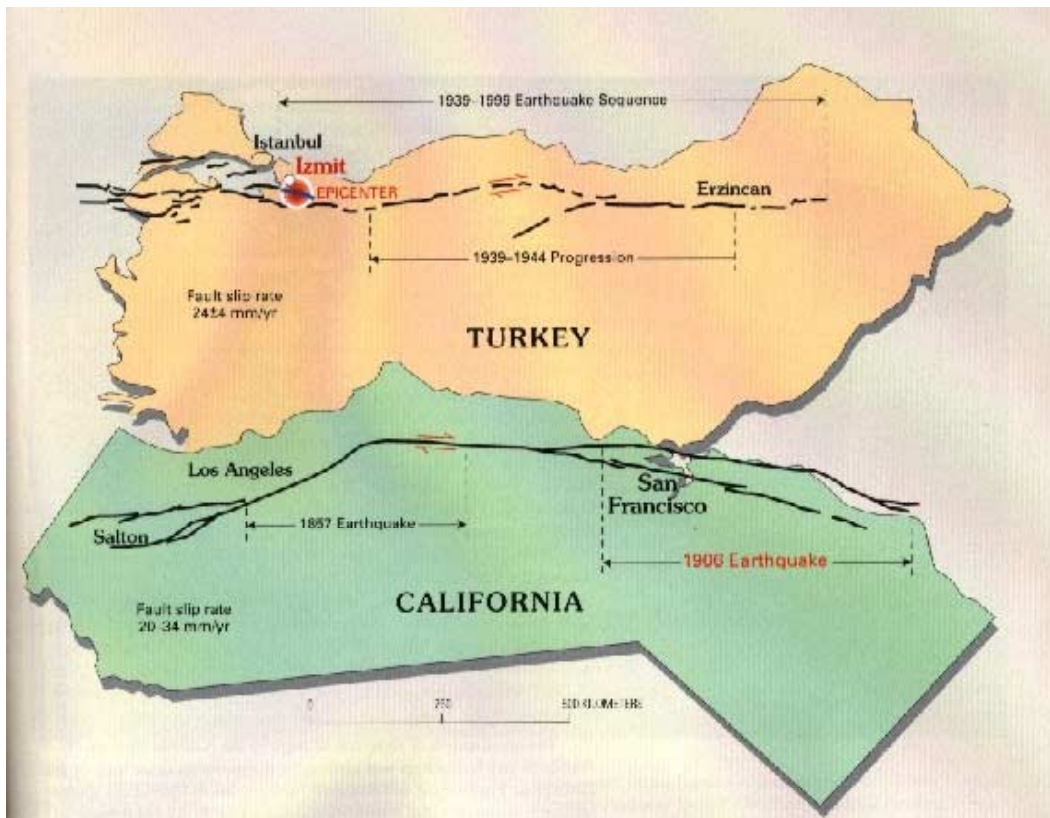 1939–1999 Earthquake Sequence
Istanbul
Izmit
EPICENTER
Erzincan
1939–1944 Progression
Fault slip rate
24±4 mm/yr
TURKEY
Los Angeles
San
Francisco
1857 Earthquake
Salton
1906 Earthquake
Fault slip rate
20-34 mm/yr
CALIFORNIA
0
250
500 KILOMETERS